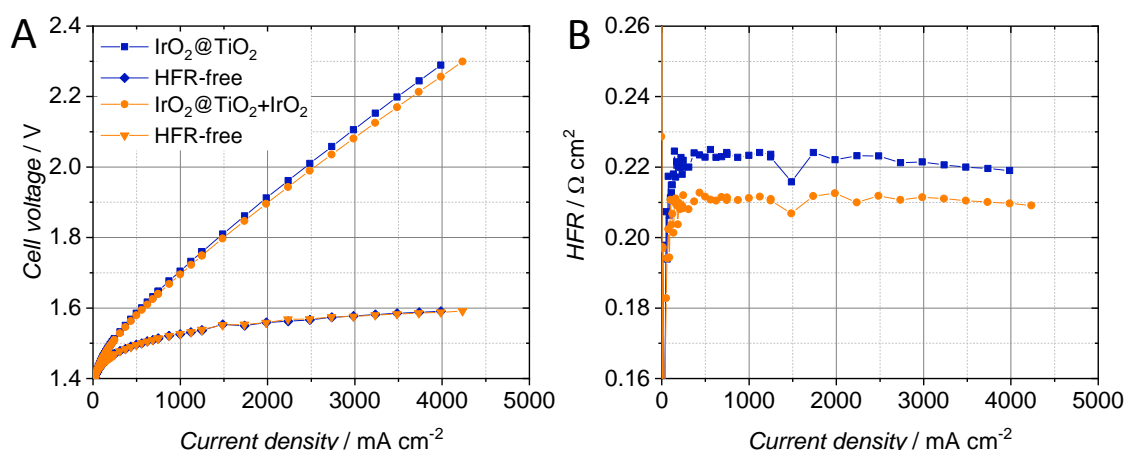 A
Cell voltage / V
2.4
2.2
2.0
1.8
1.6
1.4
IrO₂@TiO₂
HFR-free
IrO₂@TiO₂+IrO₂
HFR-free
0 1000 2000 3000 4000 5000
Current density / mA cm⁻²
B
HFR / Ω cm²
0.26
0.24
0.22
0.20
0.18
0.16
0 1000 2000 3000 4000 5000
Current density / mA cm⁻²